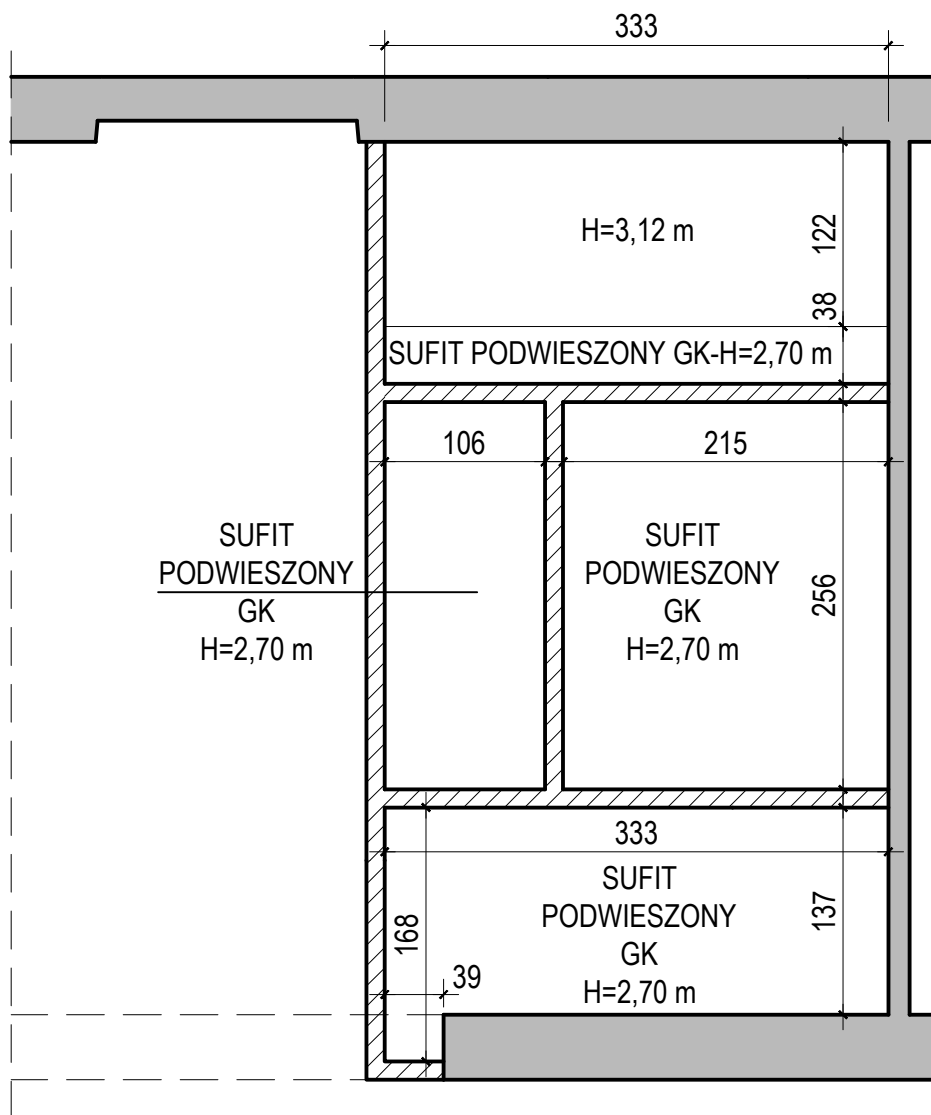 333
H=3,12 m
122
38
SUFIT PODWIESZONY GK-H=2,70 m
106
215
SUFIT
PODWIESZONY
GK
H=2,70 m
SUFIT
PODWIESZONY
GK
H=2,70 m
256
333
SUFIT
PODWIESZONY
GK
H=2,70 m
137
168
39